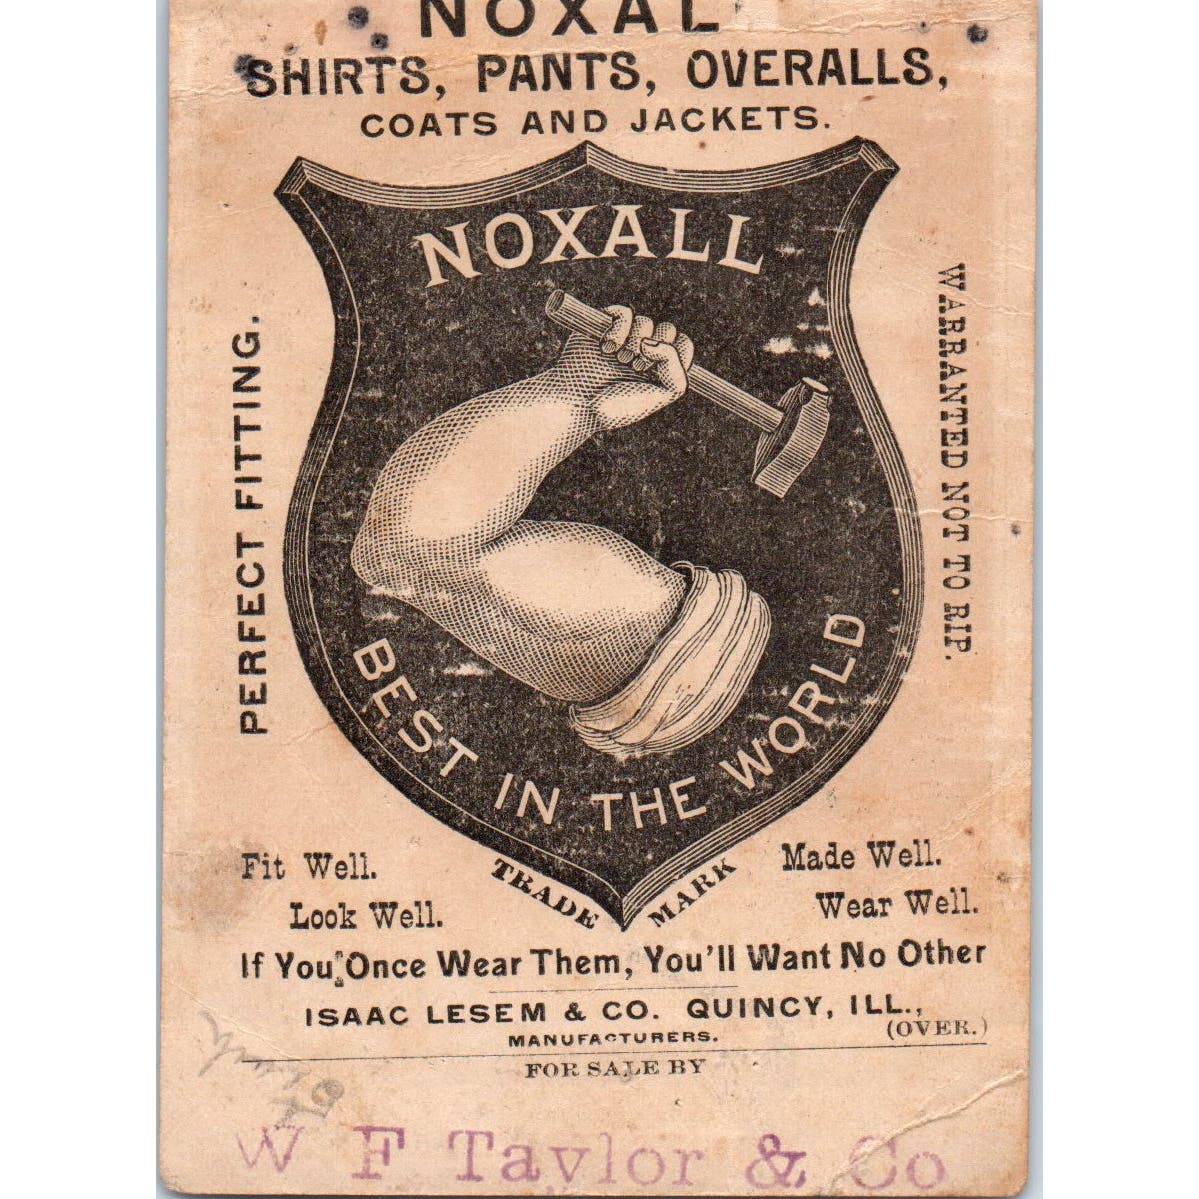 NOXAL
SHIRTS, PANTS, OVERALLS,
COATS AND JACKETS.
NOXALL
PERFECT FITTING.
WARRANTED NOT TO RIP.
BEST IN THE WORLD
TRADE MARK
Fit Well.
Look Well.
Made Well.
Wear Well.
If You Once Wear Them, You'll Want No Other
ISAAC LESEM & CO. QUINCY, ILL.,
MANUFACTURERS.
(OVER.)
FOR SALE BY
W F Taylor & Co